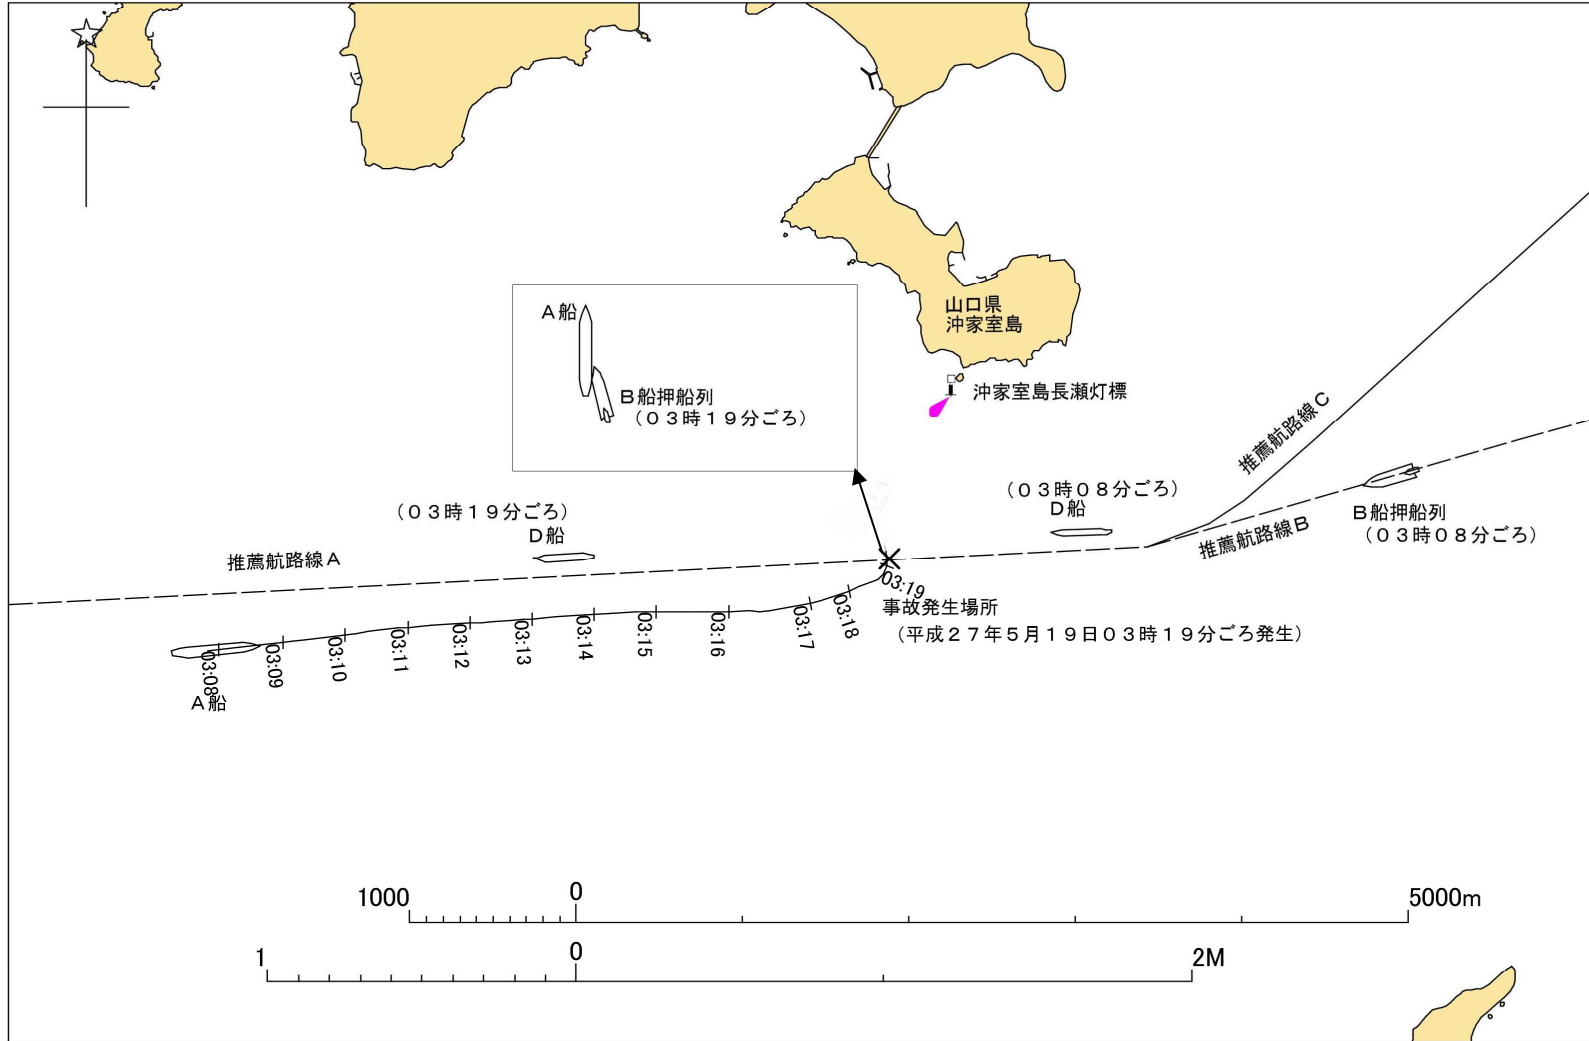 A船
B船押船列
(03時19分ごろ)
山口県
沖家室島
沖家室島長瀬灯標
推薦航路線C
(03時08分ごろ)
D船
(03時19分ごろ)
D船
B船押船列
(03時08分ごろ)
推薦航路線B
推薦航路線A
03:19
事故発生場所
(平成27年5月19日03時19分ごろ発生)
03:08
03:09
03:10
03:11
03:12
03:13
03:14
03:15
03:16
03:17
03:18
A船
1000 0 5000m
1 0 2M